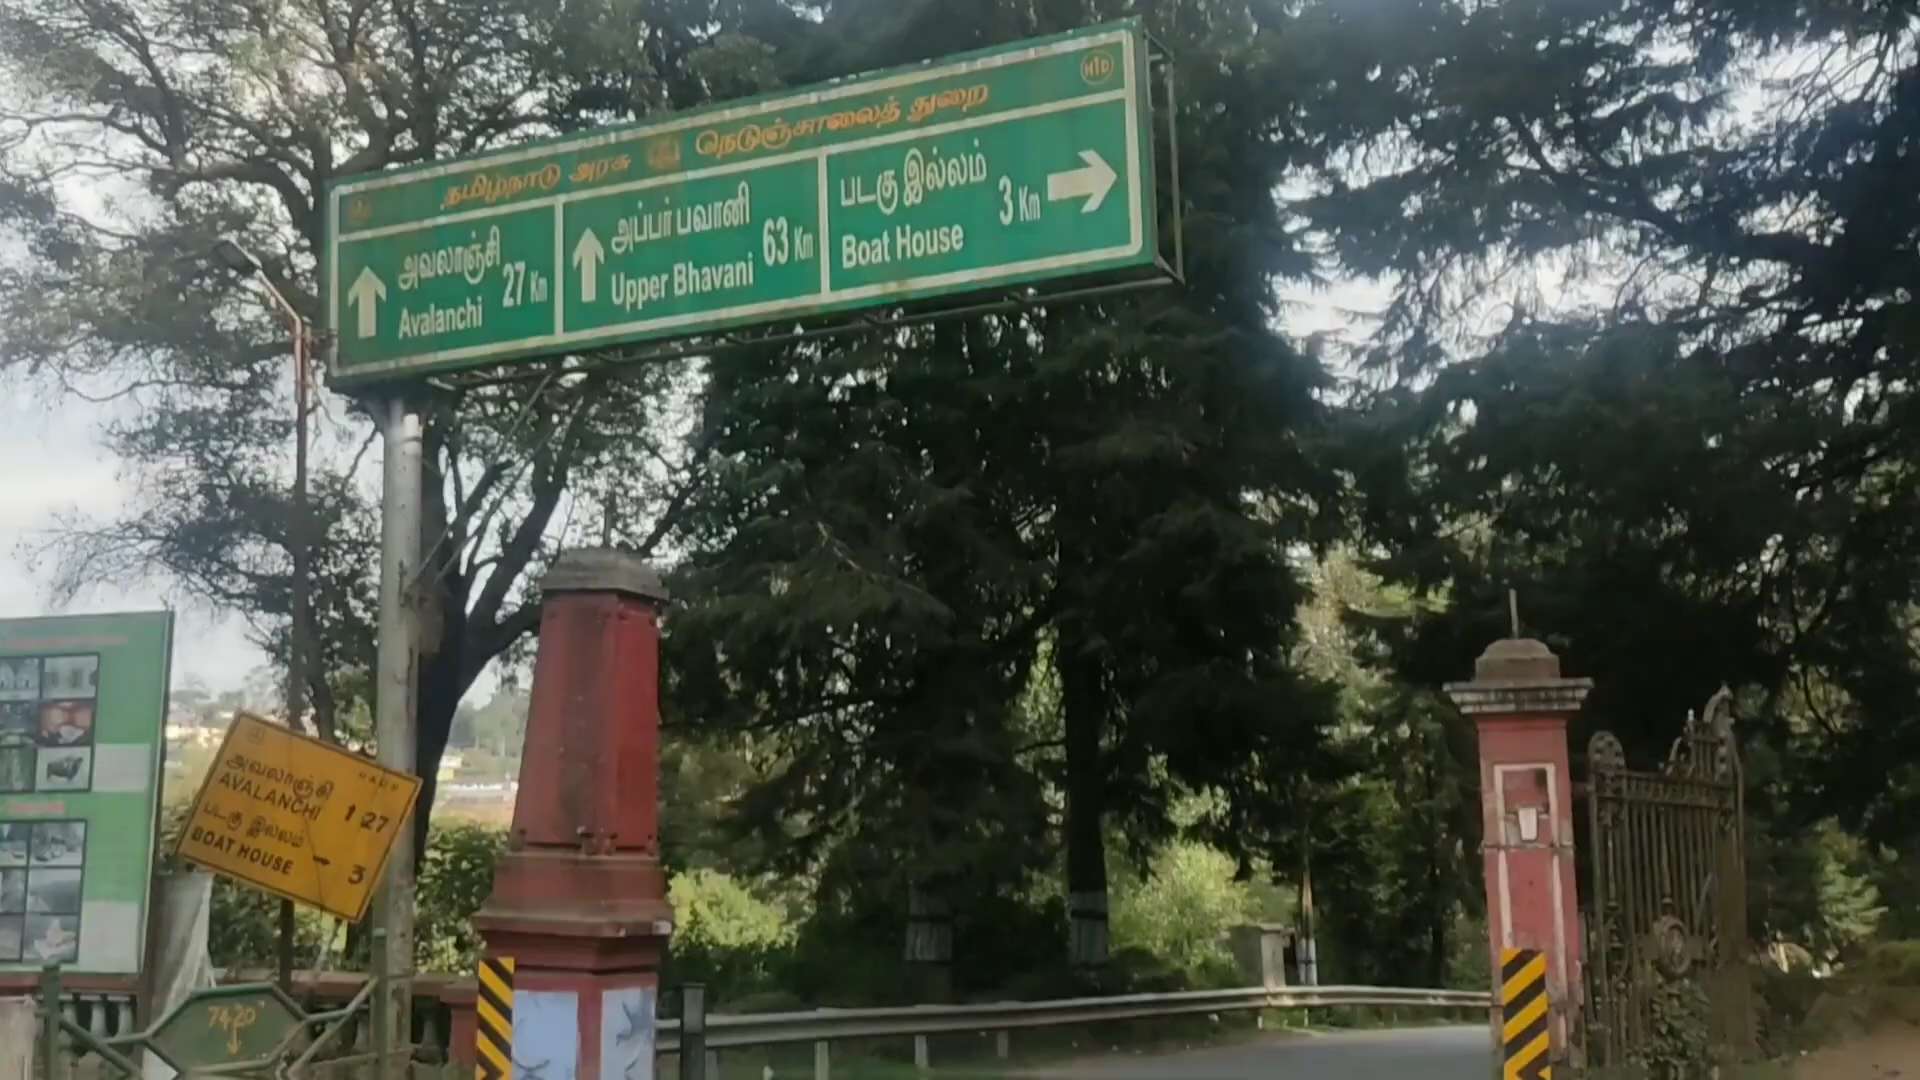 தமிழ்நாடு அரசு நெடுஞ்சாலைத் துறை
அவலாஞ்சி
Avalanchi
27 Km
அப்பர் பவானி
Upper Bhavani
63 Km
படகு இல்லம்
Boat House
3 Km
அவலாஞ்சி
AVALANCHI 27
படகு இல்லம்
BOAT HOUSE → 3